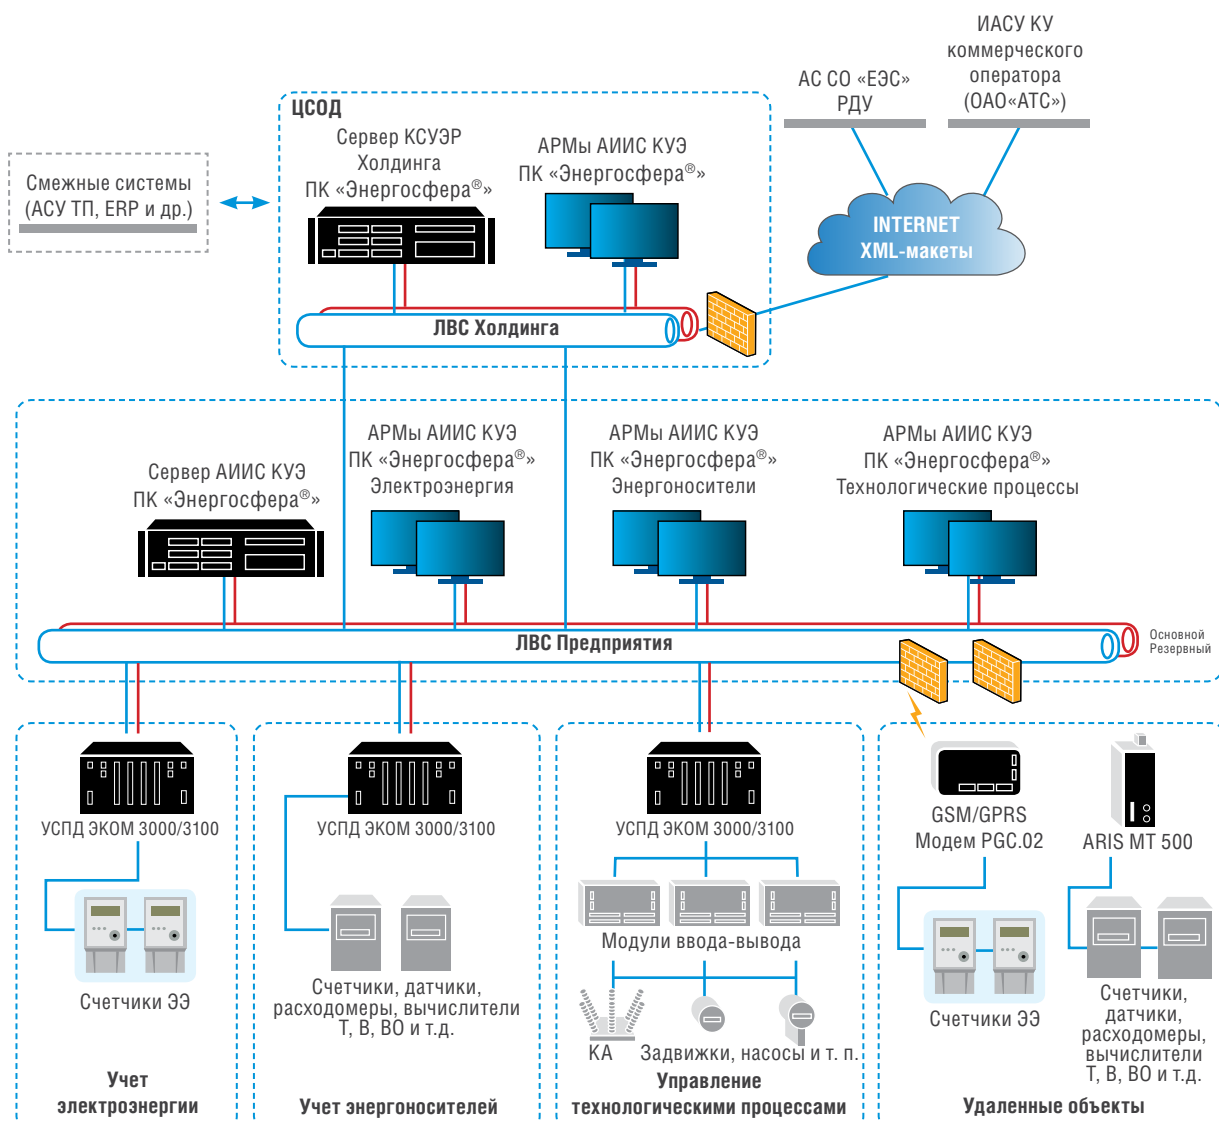 ИАСУ КУ
коммерческого
оператора
(ОАО«АТС»)
АС СО «ЕЭС»
РДУ
ЦСОД
Сервер КСУЭР
Холдинга
ПК «Энергосфера®»
АРМы АИИС КУЭ
ПК «Энергосфера®»
Смежные системы
(АСУ ТП, ERP и др.)
INTERNET
XML-макеты
ЛВС Холдинга
Сервер АИИС КУЭ
ПК «Энергосфера®»
АРМы АИИС КУЭ
ПК «Энергосфера®»
Электроэнергия
АРМы АИИС КУЭ
ПК «Энергосфера®»
Энергоносители
АРМы АИИС КУЭ
ПК «Энергосфера®»
Технологические процессы
ЛВС Предприятия
Основной
Резервный
УСПД ЭКОМ 3000/3100
Счетчики ЭЭ
Учет
электроэнергии
УСПД ЭКОМ 3000/3100
Счетчики, датчики,
расходомеры, вычислители
Т, В, ВО и т.д.
Учет энергоносителей
УСПД ЭКОМ 3000/3100
Модули ввода-вывода
КА
Задвижки, насосы и т. п.
Управление
технологическими процессами
GSM/GPRS
Модем PGC.02
ARIS MT 500
Счетчики ЭЭ
Счетчики,
датчики,
расходомеры,
вычислители
Т, В, ВО и т.д.
Удаленные объекты